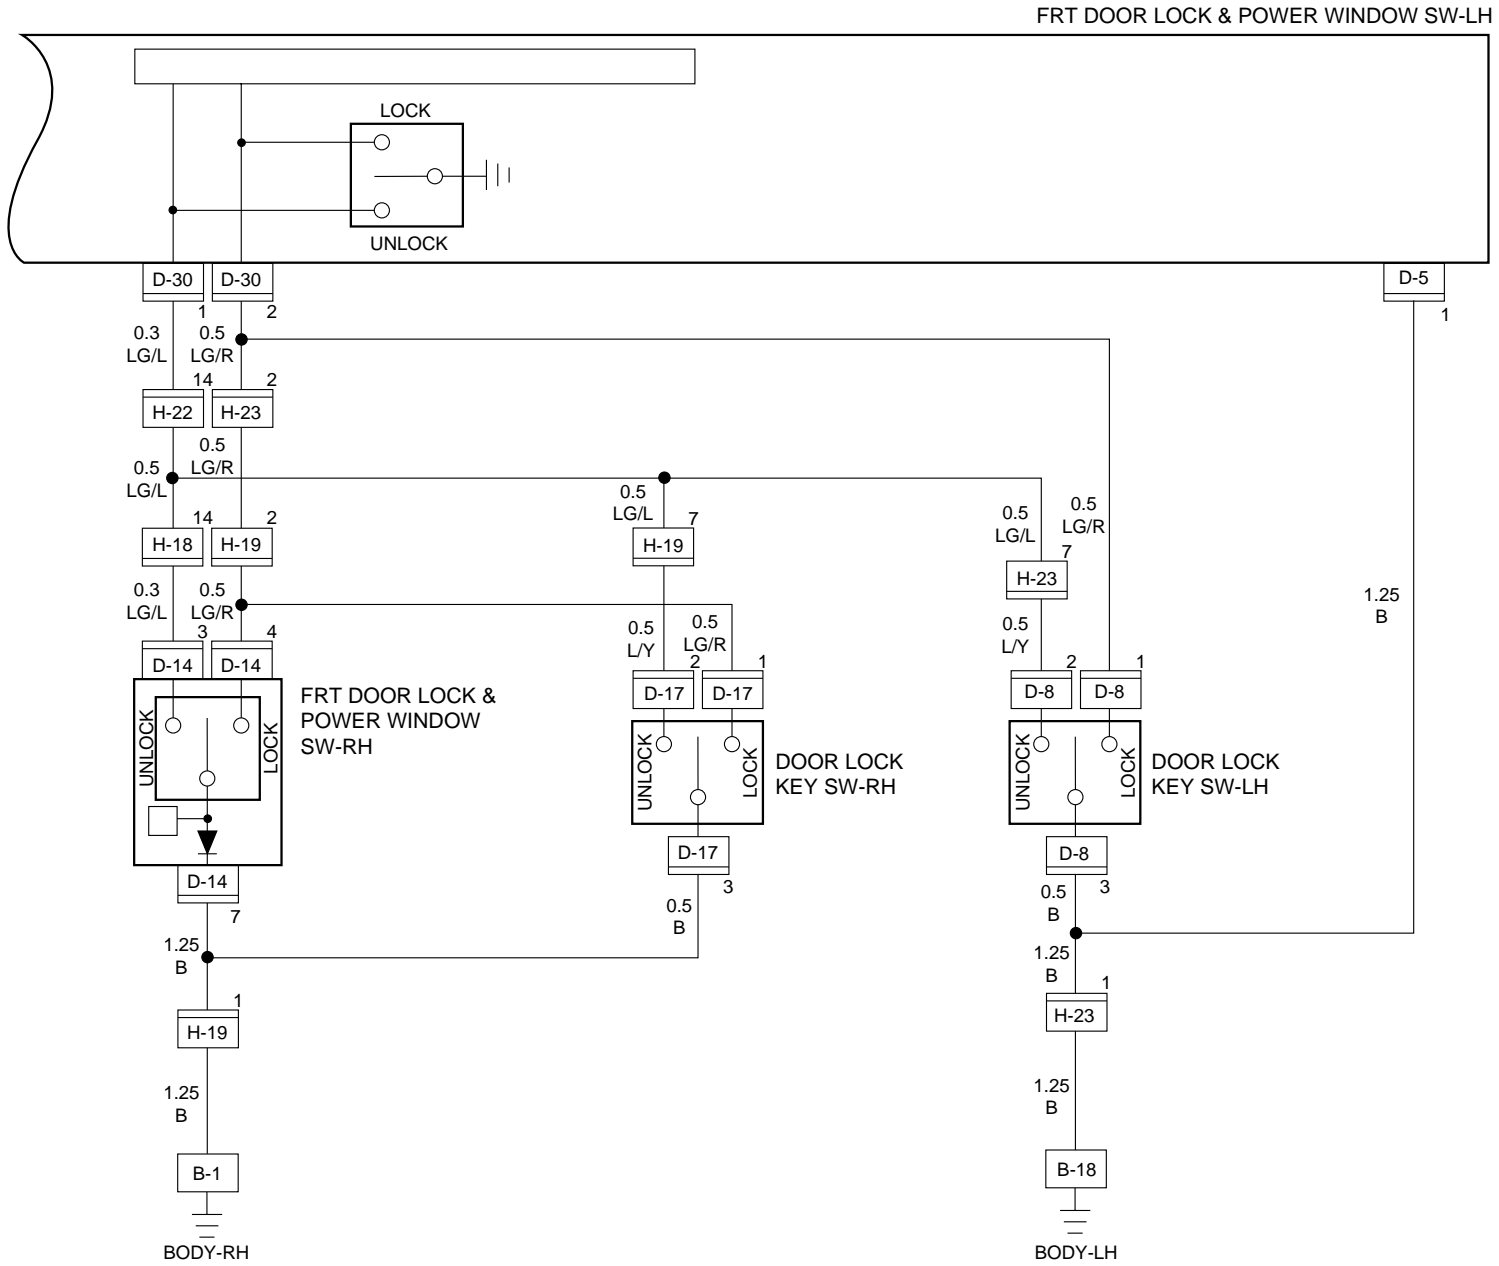 FRT DOOR LOCK & POWER WINDOW SW-LH
LOCK
UNLOCK
D-30 D-30 D-5
1 2 1
0.3 0.5
LG/L LG/R
14 2
H-22 H-23
0.5
LG/R
0.5
LG/L
0.5
LG/L
0.5
LG/L
0.5
LG/R
14 2 7
H-18 H-19 H-19
7
H-23
0.3 0.5
LG/L LG/R
1.25
B
0.5
L/Y
0.5
LG/R
0.5
L/Y
3 4
D-14 D-14
2 1
D-17 D-17
2 1
D-8 D-8
UNLOCK
LOCK
FRT DOOR LOCK &
POWER WINDOW
SW-RH
UNLOCK
LOCK
DOOR LOCK
KEY SW-RH
UNLOCK
LOCK
DOOR LOCK
KEY SW-LH
D-14
7
D-17
3
D-8
3
0.5
B
0.5
B
1.25
B
1.25
B
1
H-19
1
H-23
1.25
B
1.25
B
B-1
B-18
BODY-RH
BODY-LH